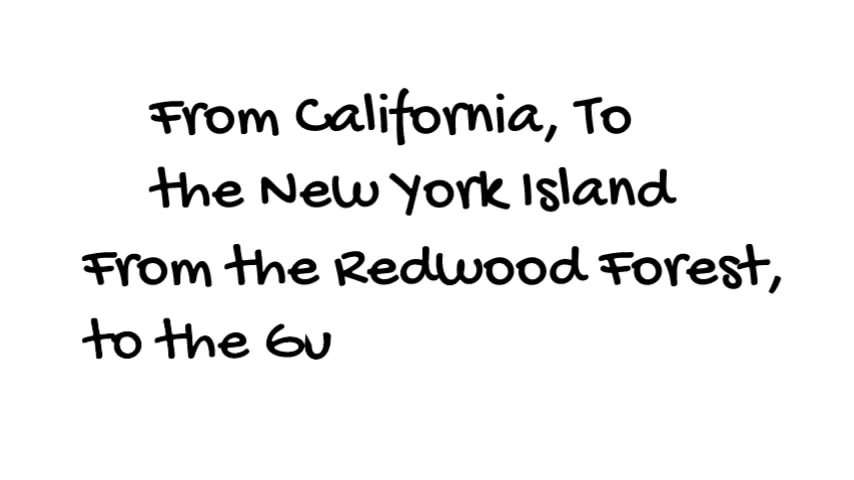 From California, To
the New York Island
From the Redwood Forest,
to the Gu